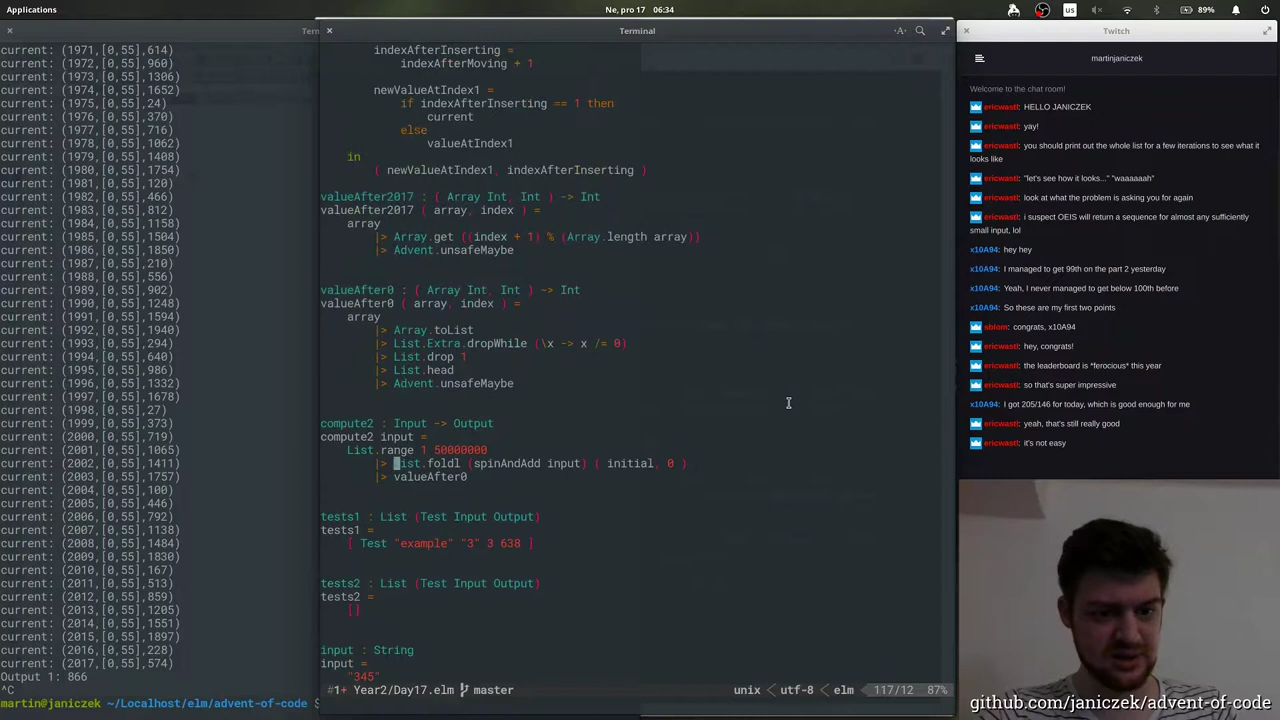 Applications
Ne, pro 17 06:34
us
89%
Term
current: (1971,[0,55],614)
current: (1972,[0,55],960)
current: (1973,[0,55],1306)
current: (1974,[0,55],1652)
current: (1975,[0,55],24)
current: (1976,[0,55],370)
current: (1977,[0,55],716)
current: (1978,[0,55],1062)
current: (1979,[0,55],1408)
current: (1980,[0,55],1754)
current: (1981,[0,55],120)
current: (1982,[0,55],466)
current: (1983,[0,55],812)
current: (1984,[0,55],1158)
current: (1985,[0,55],1504)
current: (1986,[0,55],1850)
current: (1987,[0,55],210)
current: (1988,[0,55],556)
current: (1989,[0,55],902)
current: (1990,[0,55],1248)
current: (1991,[0,55],1594)
current: (1992,[0,55],1940)
current: (1993,[0,55],294)
current: (1994,[0,55],640)
current: (1995,[0,55],986)
current: (1996,[0,55],1332)
current: (1997,[0,55],1678)
current: (1998,[0,55],27)
current: (1999,[0,55],373)
current: (2000,[0,55],719)
current: (2001,[0,55],1065)
current: (2002,[0,55],1411)
current: (2003,[0,55],1757)
current: (2004,[0,55],100)
current: (2005,[0,55],446)
current: (2006,[0,55],792)
current: (2007,[0,55],1138)
current: (2008,[0,55],1484)
current: (2009,[0,55],1830)
current: (2010,[0,55],167)
current: (2011,[0,55],513)
current: (2012,[0,55],859)
current: (2013,[0,55],1205)
current: (2014,[0,55],1551)
current: (2015,[0,55],1897)
current: (2016,[0,55],228)
current: (2017,[0,55],574)
Output 1: 866
^C
martin@janiczek ~/Localhost/elm/advent-of-code $
Terminal
indexAfterInserting =
indexAfterMoving + 1
newValueAtIndex1 =
if indexAfterInserting == 1 then
current
else
valueAtIndex1
in
( newValueAtIndex1, indexAfterInserting )
valueAfter2017 : ( Array Int, Int ) -> Int
valueAfter2017 ( array, index ) =
array
|> Array.get ((index + 1) % (Array.length array))
|> Advent.unsafeMaybe
valueAfter0 : ( Array Int, Int ) -> Int
valueAfter0 ( array, index ) =
array
|> Array.toList
|> List.Extra.dropWhile (\x -> x /= 0)
|> List.drop 1
|> List.head
|> Advent.unsafeMaybe
compute2 : Input -> Output
compute2 input =
List.range 1 50000000
|> List.foldl (spinAndAdd input) ( initial, 0 )
|> valueAfter0
tests1 : List (Test Input Output)
tests1 =
[ Test "example" "3" 3 638 ]
tests2 : List (Test Input Output)
tests2 =
[]
input : String
input =
"345"
#1+ Year2/Day17.elm master unix < utf-8 < elm 117/12 87%
Twitch
martinjaniczek
Welcome to the chat room!
ericwastl: HELLO JANICZEK
ericwastl: yay!
ericwastl: you should print out the whole list for a few iterations to see what it
looks like
ericwastl: "let's see how it looks..." "waaaaaah"
ericwastl: look at what the problem is asking you for again
ericwastl: i suspect OEIS will return a sequence for almost any sufficiently
small input, lol
x10A94: hey hey
x10A94: I managed to get 99th on the part 2 yesterday
x10A94: Yeah, I never managed to get below 100th before
x10A94: So these are my first two points
sblom: congrats, x10A94
ericwastl: hey, congrats!
ericwastl: the leaderboard is *ferocious* this year
ericwastl: so that's super impressive
x10A94: I got 205/146 for today, which is good enough for me
ericwastl: yeah, that's still really good
ericwastl: it's not easy
github.com/janiczek/advent-of-code